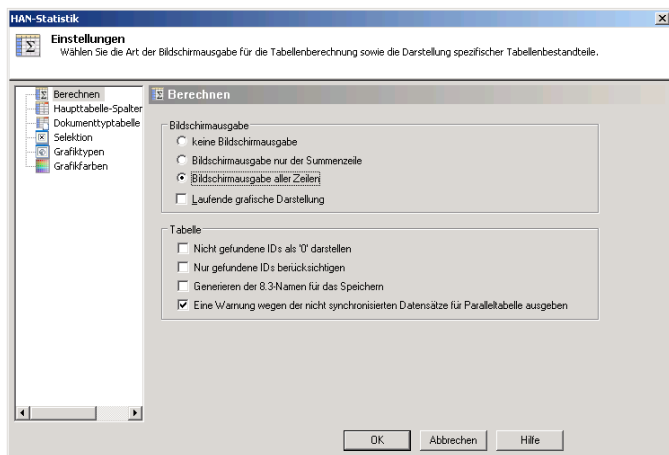 HAN-Statistik
Einstellungen
Wählen Sie die Art der Bildschirmausgabe für die Tabellenberechnung sowie die Darstellung spezifischer Tabellenbestandteile.
Berechnen
Haupttabelle-Spalter
Dokumenttyptabelle
Selektion
Grafiktypen
Grafikfarben
Berechnen
Bildschirmausgabe
keine Bildschirmausgabe
Bildschirmausgabe nur der Summenzeile
Bildschirmausgabe aller Zeilen
Laufende grafische Darstellung
Tabelle
Nicht gefundene IDs als '0' darstellen
Nur gefundene IDs berücksichtigen
Generieren der 8.3-Namen für das Speichern
Eine Warnung wegen der nicht synchronisierten Datensätze für Paralleltabelle ausgeben
OK
Abbrechen
Hilfe